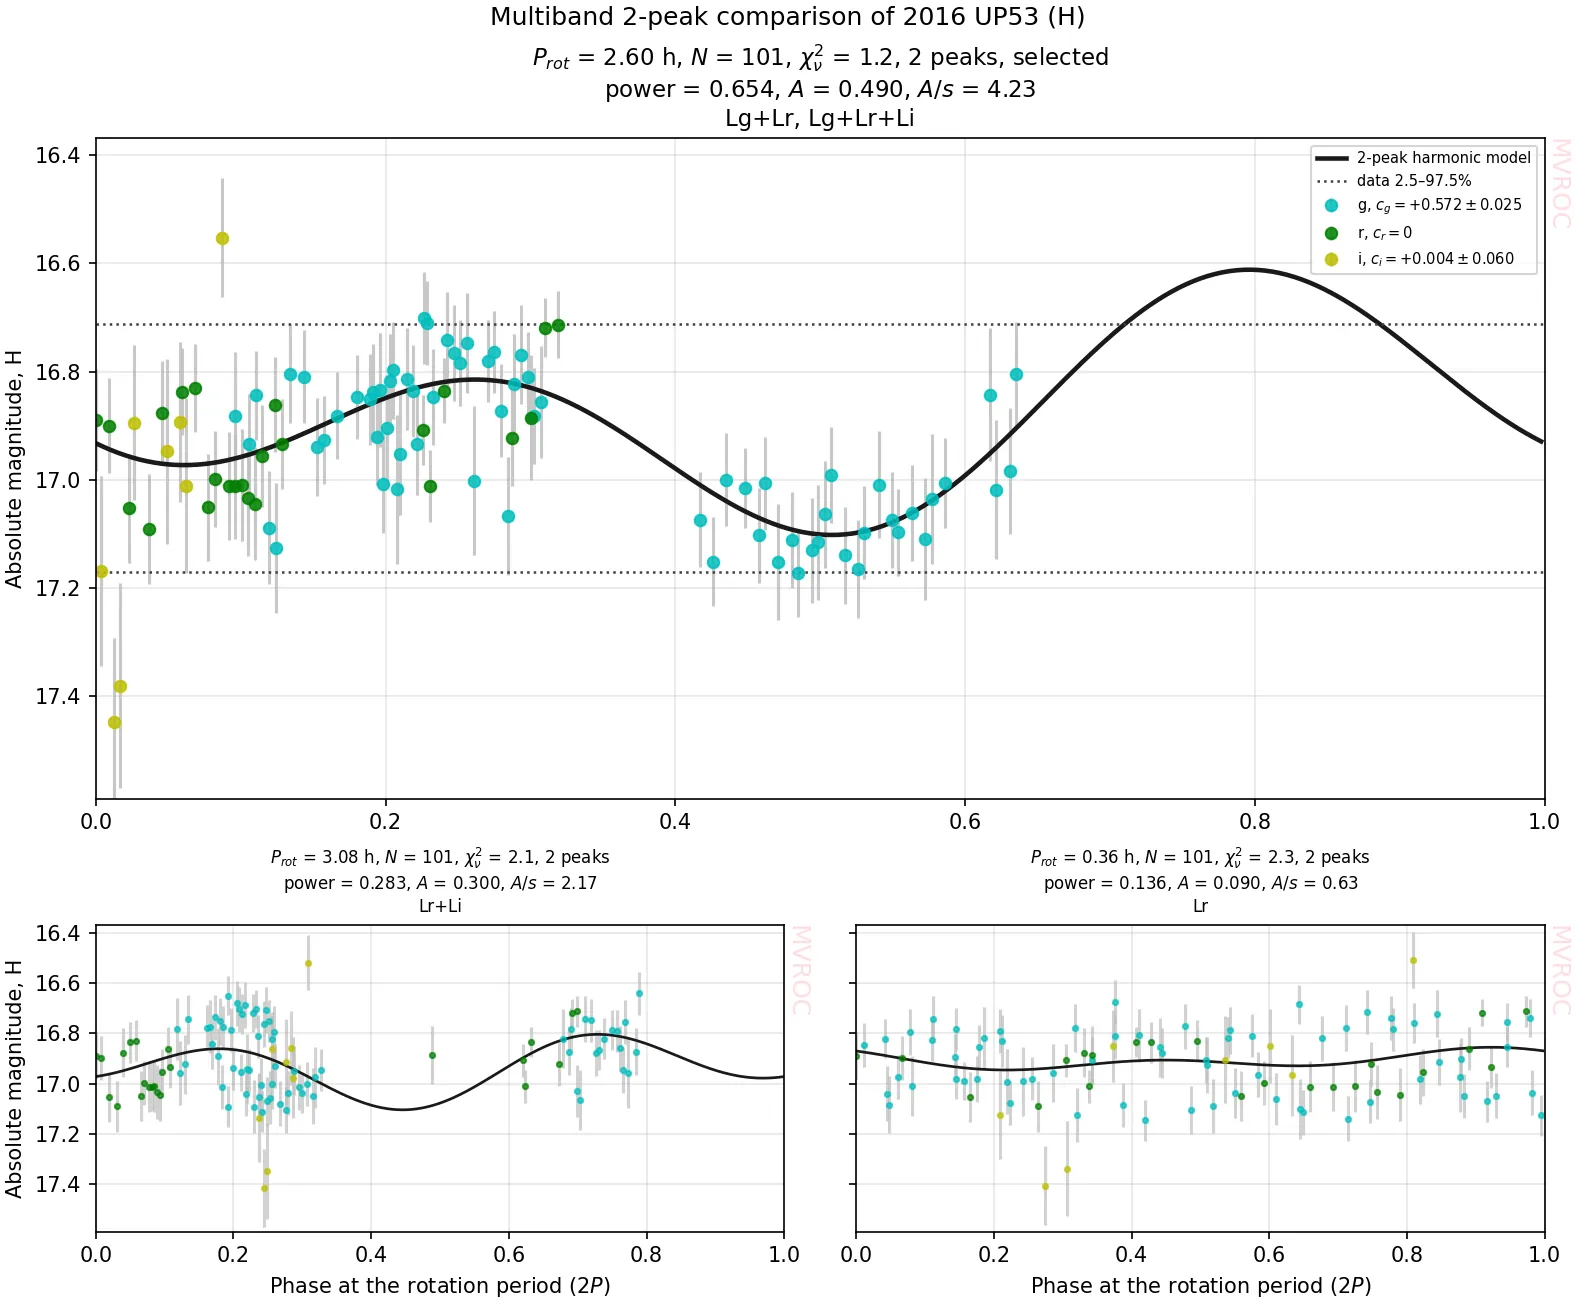 Multiband 2-peak comparison of 2016 UP53 (H)
P_rot = 2.60 h, N = 101, χ²_ν = 1.2, 2 peaks, selected
power = 0.654, A = 0.490, A/s = 4.23
Lg+Lr, Lg+Lr+Li
2-peak harmonic model
data 2.5–97.5%
g, c_g = +0.572 ± 0.025
r, c_r = 0
i, c_i = +0.004 ± 0.060
MVROC
Absolute magnitude, H
16.4
16.6
16.8
17.0
17.2
17.4
0.0 0.2 0.4 0.6 0.8 1.0
P_rot = 3.08 h, N = 101, χ²_ν = 2.1, 2 peaks
power = 0.283, A = 0.300, A/s = 2.17
Lr+Li
MVROC
Absolute magnitude, H
16.4
16.6
16.8
17.0
17.2
17.4
0.0 0.2 0.4 0.6 0.8 1.0
Phase at the rotation period (2P)
P_rot = 0.36 h, N = 101, χ²_ν = 2.3, 2 peaks
power = 0.136, A = 0.090, A/s = 0.63
Lr
MVROC
0.0 0.2 0.4 0.6 0.8 1.0
Phase at the rotation period (2P)